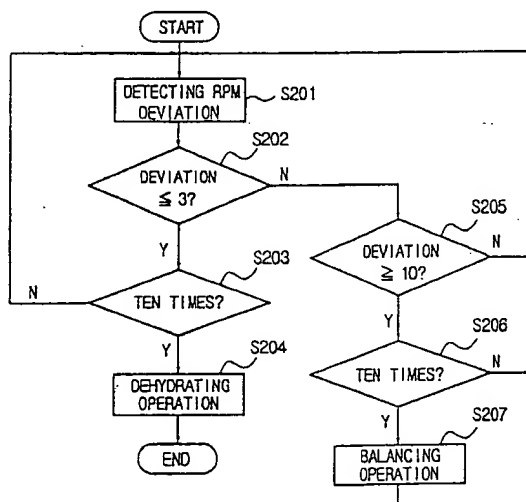 START
DETECTING RPM
DEVIATION
S201
S202
DEVIATION
≦ 3?
N
S205
Y
S203
DEVIATION
≧ 10?
N
N
TEN TIMES?
Y
S206
Y
S204
TEN TIMES?
N
DEHYDRATING
OPERATION
Y
S207
END
BALANCING
OPERATION